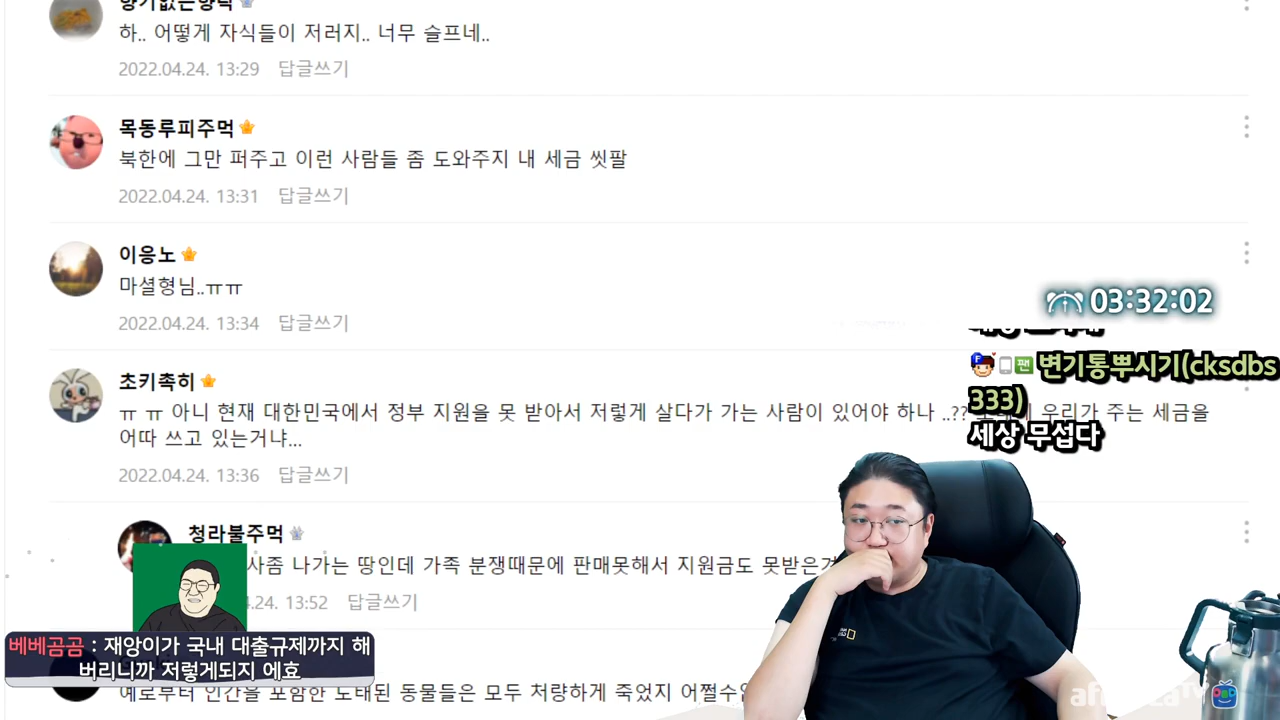 향기없는향닥
하.. 어떻게 자식들이 저러지.. 너무 슬프네..
2022.04.24. 13:29 답글쓰기
목동루피주먹
북한에 그만 퍼주고 이런 사람들 좀 도와주지 내 세금 씻팔
2022.04.24. 13:31 답글쓰기
이응노
마셜형님..ㅠㅠ
2022.04.24. 13:34 답글쓰기
03:32:02
변기통뿌시기(cksdbs
333)
세상 무섭다
초키촉히
ㅠ ㅠ 아니 현재 대한민국에서 정부 지원을 못 받아서 저렇게 살다가 가는 사람이 있어야 하나 ..?? 우리가 주는 세금을
어따 쓰고 있는거냐...
2022.04.24. 13:36 답글쓰기
청라불주먹
사좀 나가는 땅인데 가족 분쟁때문에 판매못해서 지원금도 못받은거
4.24. 13:52 답글쓰기
베베곰곰 : 재앙이가 국내 대출규제까지 해
버리니까 저렇게되지 에효
예로부터 인간을 포함한 도태된 동물들은 모두 처량하게 죽었지 어쩔수
afreecaTV